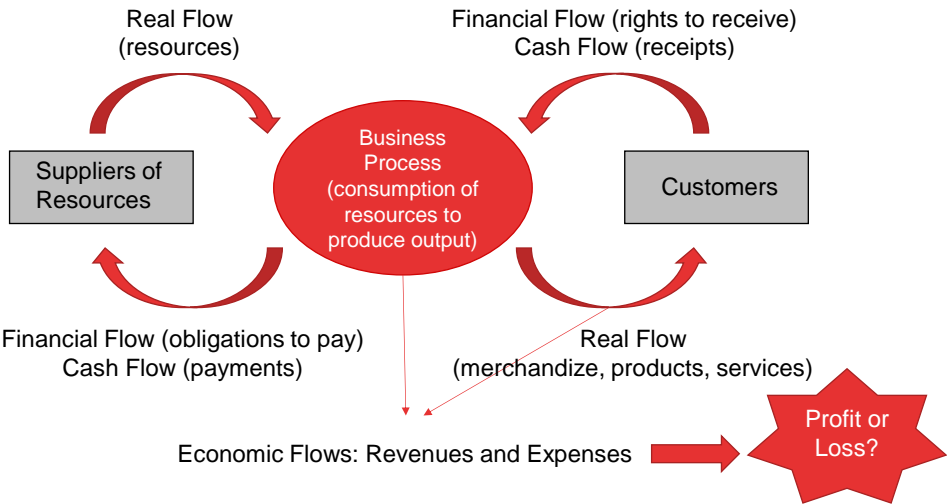 Real Flow
(resources)
Financial Flow (rights to receive)
Cash Flow (receipts)
Business
Process
(consumption of
resources to
produce output)
Suppliers of
Resources
Customers
Financial Flow (obligations to pay)
Cash Flow (payments)
Real Flow
(merchandize, products, services)
Economic Flows: Revenues and Expenses
Profit or
Loss?